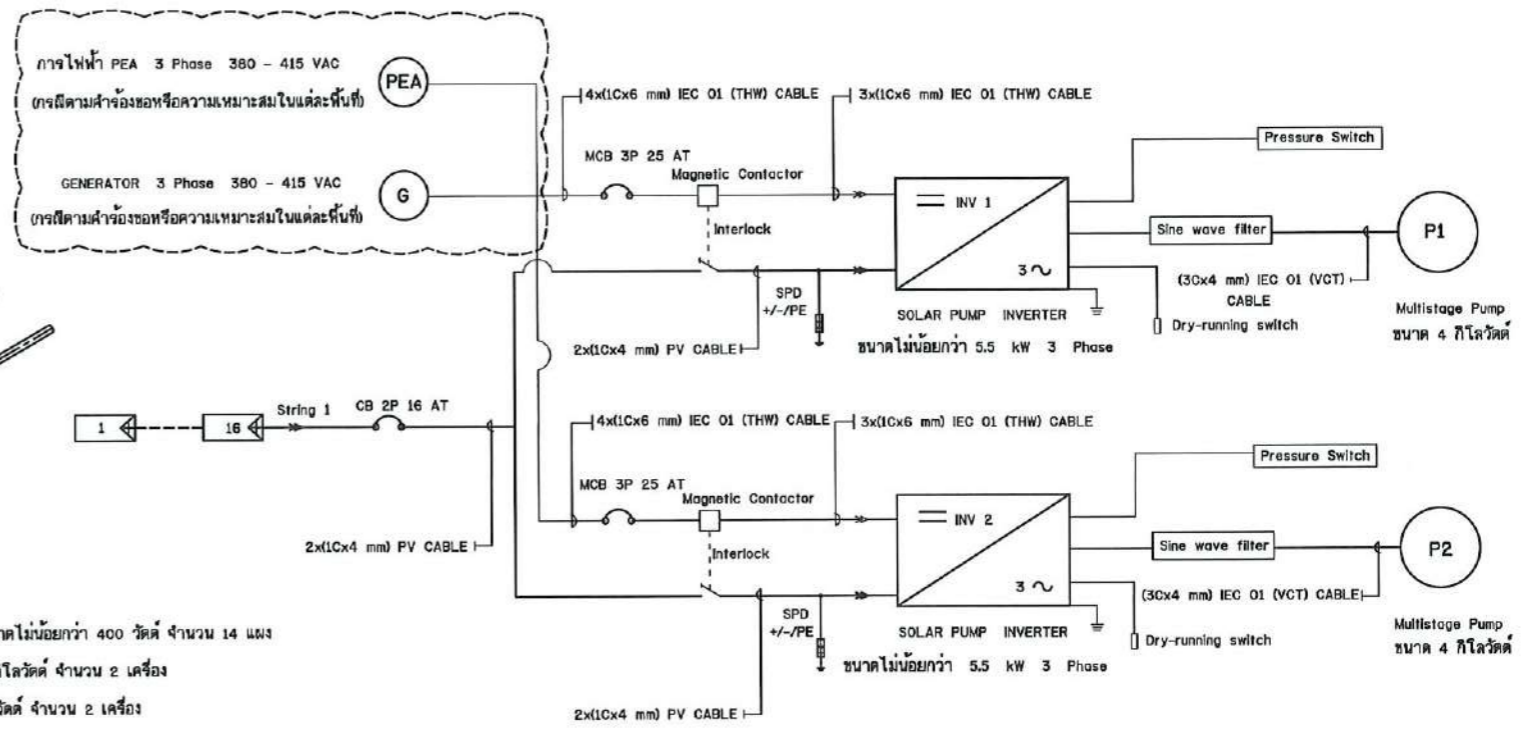 การไฟฟ้า PEA 3 Phase 380 - 415 VAC
(กรณีตามคำร้องขอหรือความเหมาะสมในแต่ละพื้นที่)
PEA
GENERATOR 3 Phase 380 - 415 VAC
(กรณีตามคำร้องขอหรือความเหมาะสมในแต่ละพื้นที่)
G
4x(1Cx6 mm) IEC 01 (THW) CABLE
3x(1Cx6 mm) IEC 01 (THW) CABLE
MCB 3P 25 AT
Magnetic Contactor
Interlock
SPD
+/-/PE
2x(1Cx4 mm) PV CABLE
INV 1
3
SOLAR PUMP INVERTER
ขนาดไม่น้อยกว่า 5.5 kW 3 Phase
Pressure Switch
Sine wave filter
P1
(3Cx4 mm) IEC 01 (VCT)
CABLE
Dry-running switch
Multistage Pump
ขนาด 4 กิโลวัตต์
1
16
String 1
CB 2P 16 AT
2x(1Cx4 mm) PV CABLE
4x(1Cx6 mm) IEC 01 (THW) CABLE
3x(1Cx6 mm) IEC 01 (THW) CABLE
MCB 3P 25 AT
Magnetic Contactor
Interlock
SPD
+/-/PE
2x(1Cx4 mm) PV CABLE
INV 2
3
SOLAR PUMP INVERTER
ขนาดไม่น้อยกว่า 5.5 kW 3 Phase
Pressure Switch
Sine wave filter
P2
(3Cx4 mm) IEC 01 (VCT) CABLE
Dry-running switch
Multistage Pump
ขนาด 4 กิโลวัตต์
ไม่น้อยกว่า 400 วัตต์ จำนวน 14 แผง
จำนวน 2 เครื่อง
จำนวน 2 เครื่อง